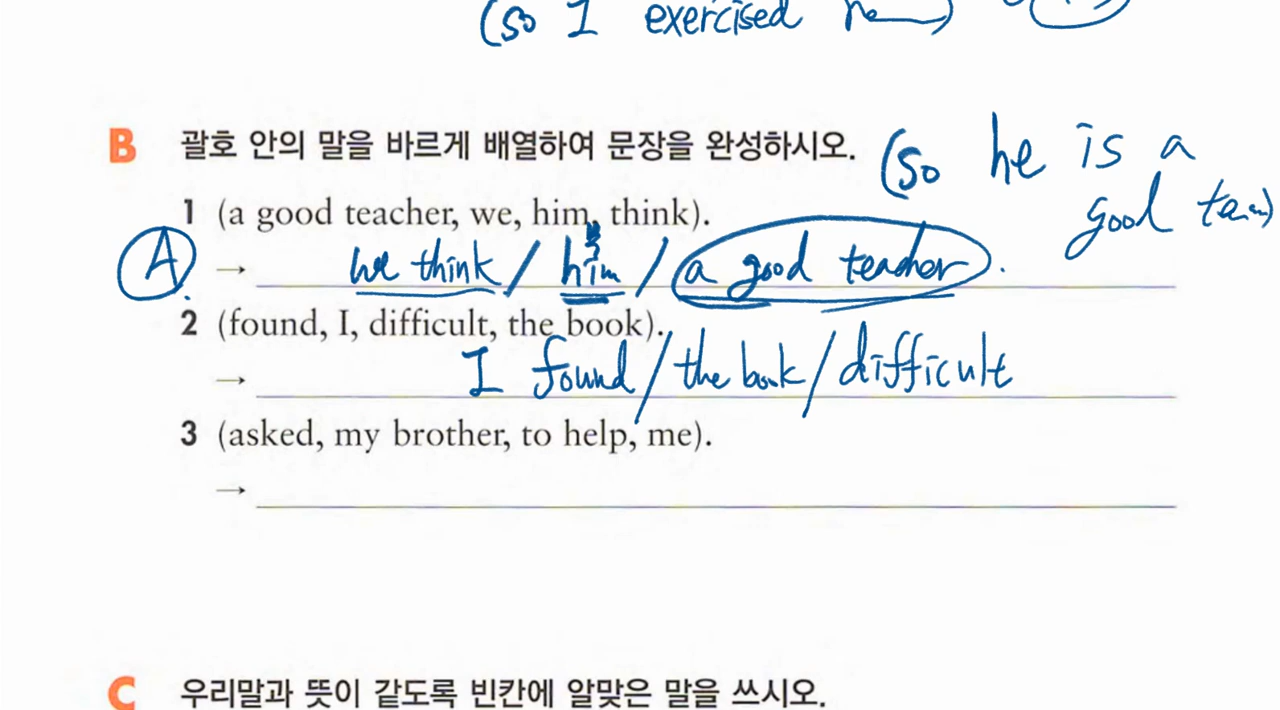 (so I exercised
B 괄호 안의 말을 바르게 배열하여 문장을 완성하시오.
(so he is a
good
1 (a good teacher, we, him, think).
A → we think / him / a good teacher.
2 (found, I, difficult, the book).
→ I found / the book / difficult
3 (asked, my brother, to help, me).
→
C 우리말과 뜻이 같도록 빈칸에 알맞은 말을 쓰시오.